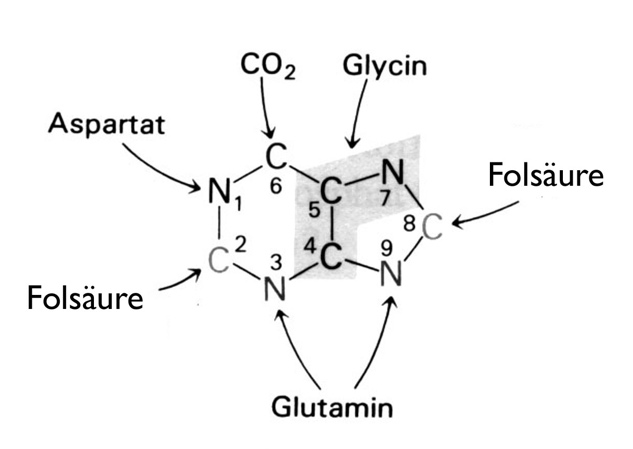 CO2
Glycin
Aspartat
Folsäure
C
6
N
1
C
5
N
7
C
8
C
2
N
3
C
4
N
9
Folsäure
Glutamin